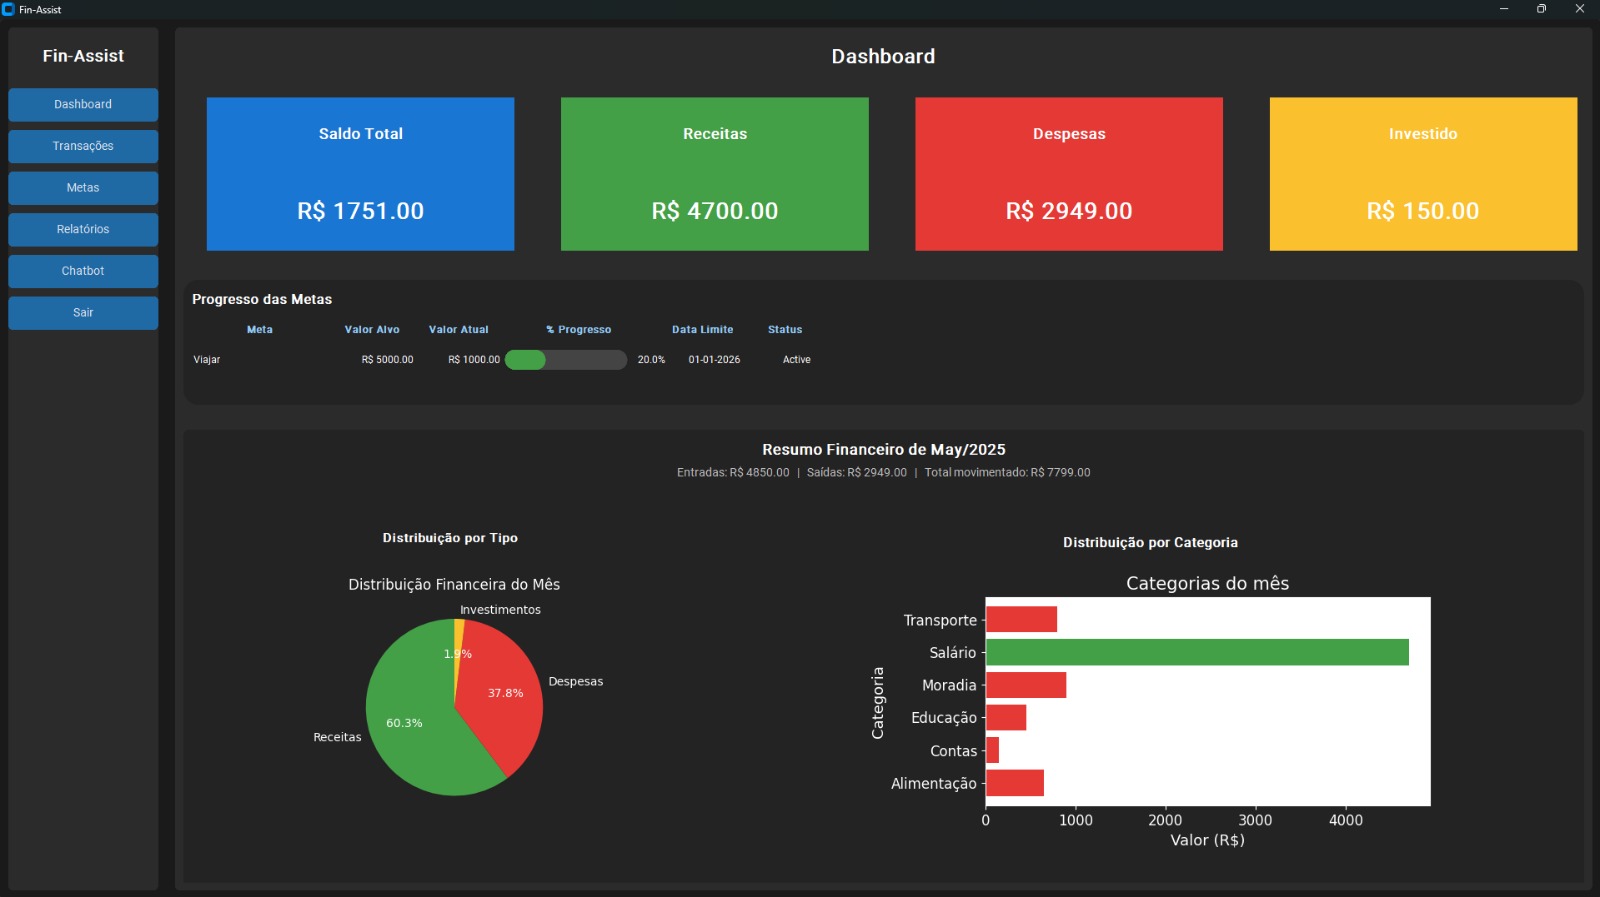 Fin-Assist
Fin-Assist
Dashboard
Transações
Metas
Relatórios
Chatbot
Sair
Dashboard
Saldo Total
R$ 1751.00
Receitas
R$ 4700.00
Despesas
R$ 2949.00
Investido
R$ 150.00
Progresso das Metas
Meta Valor Alvo Valor Atual % Progresso Data Limite Status
Viajar R$ 5000.00 R$ 1000.00 20.0% 01-01-2026 Active
Resumo Financeiro de May/2025
Entradas: R$ 4850.00 | Saídas: R$ 2949.00 | Total movimentado: R$ 7799.00
Distribuição por Tipo
Distribuição Financeira do Mês
Investimentos
1.9%
Despesas
37.8%
60.3%
Receitas
Distribuição por Categoria
Categorias do mês
Categoria
Transporte
Salário
Moradia
Educação
Contas
Alimentação
0 1000 2000 3000 4000
Valor (R$)